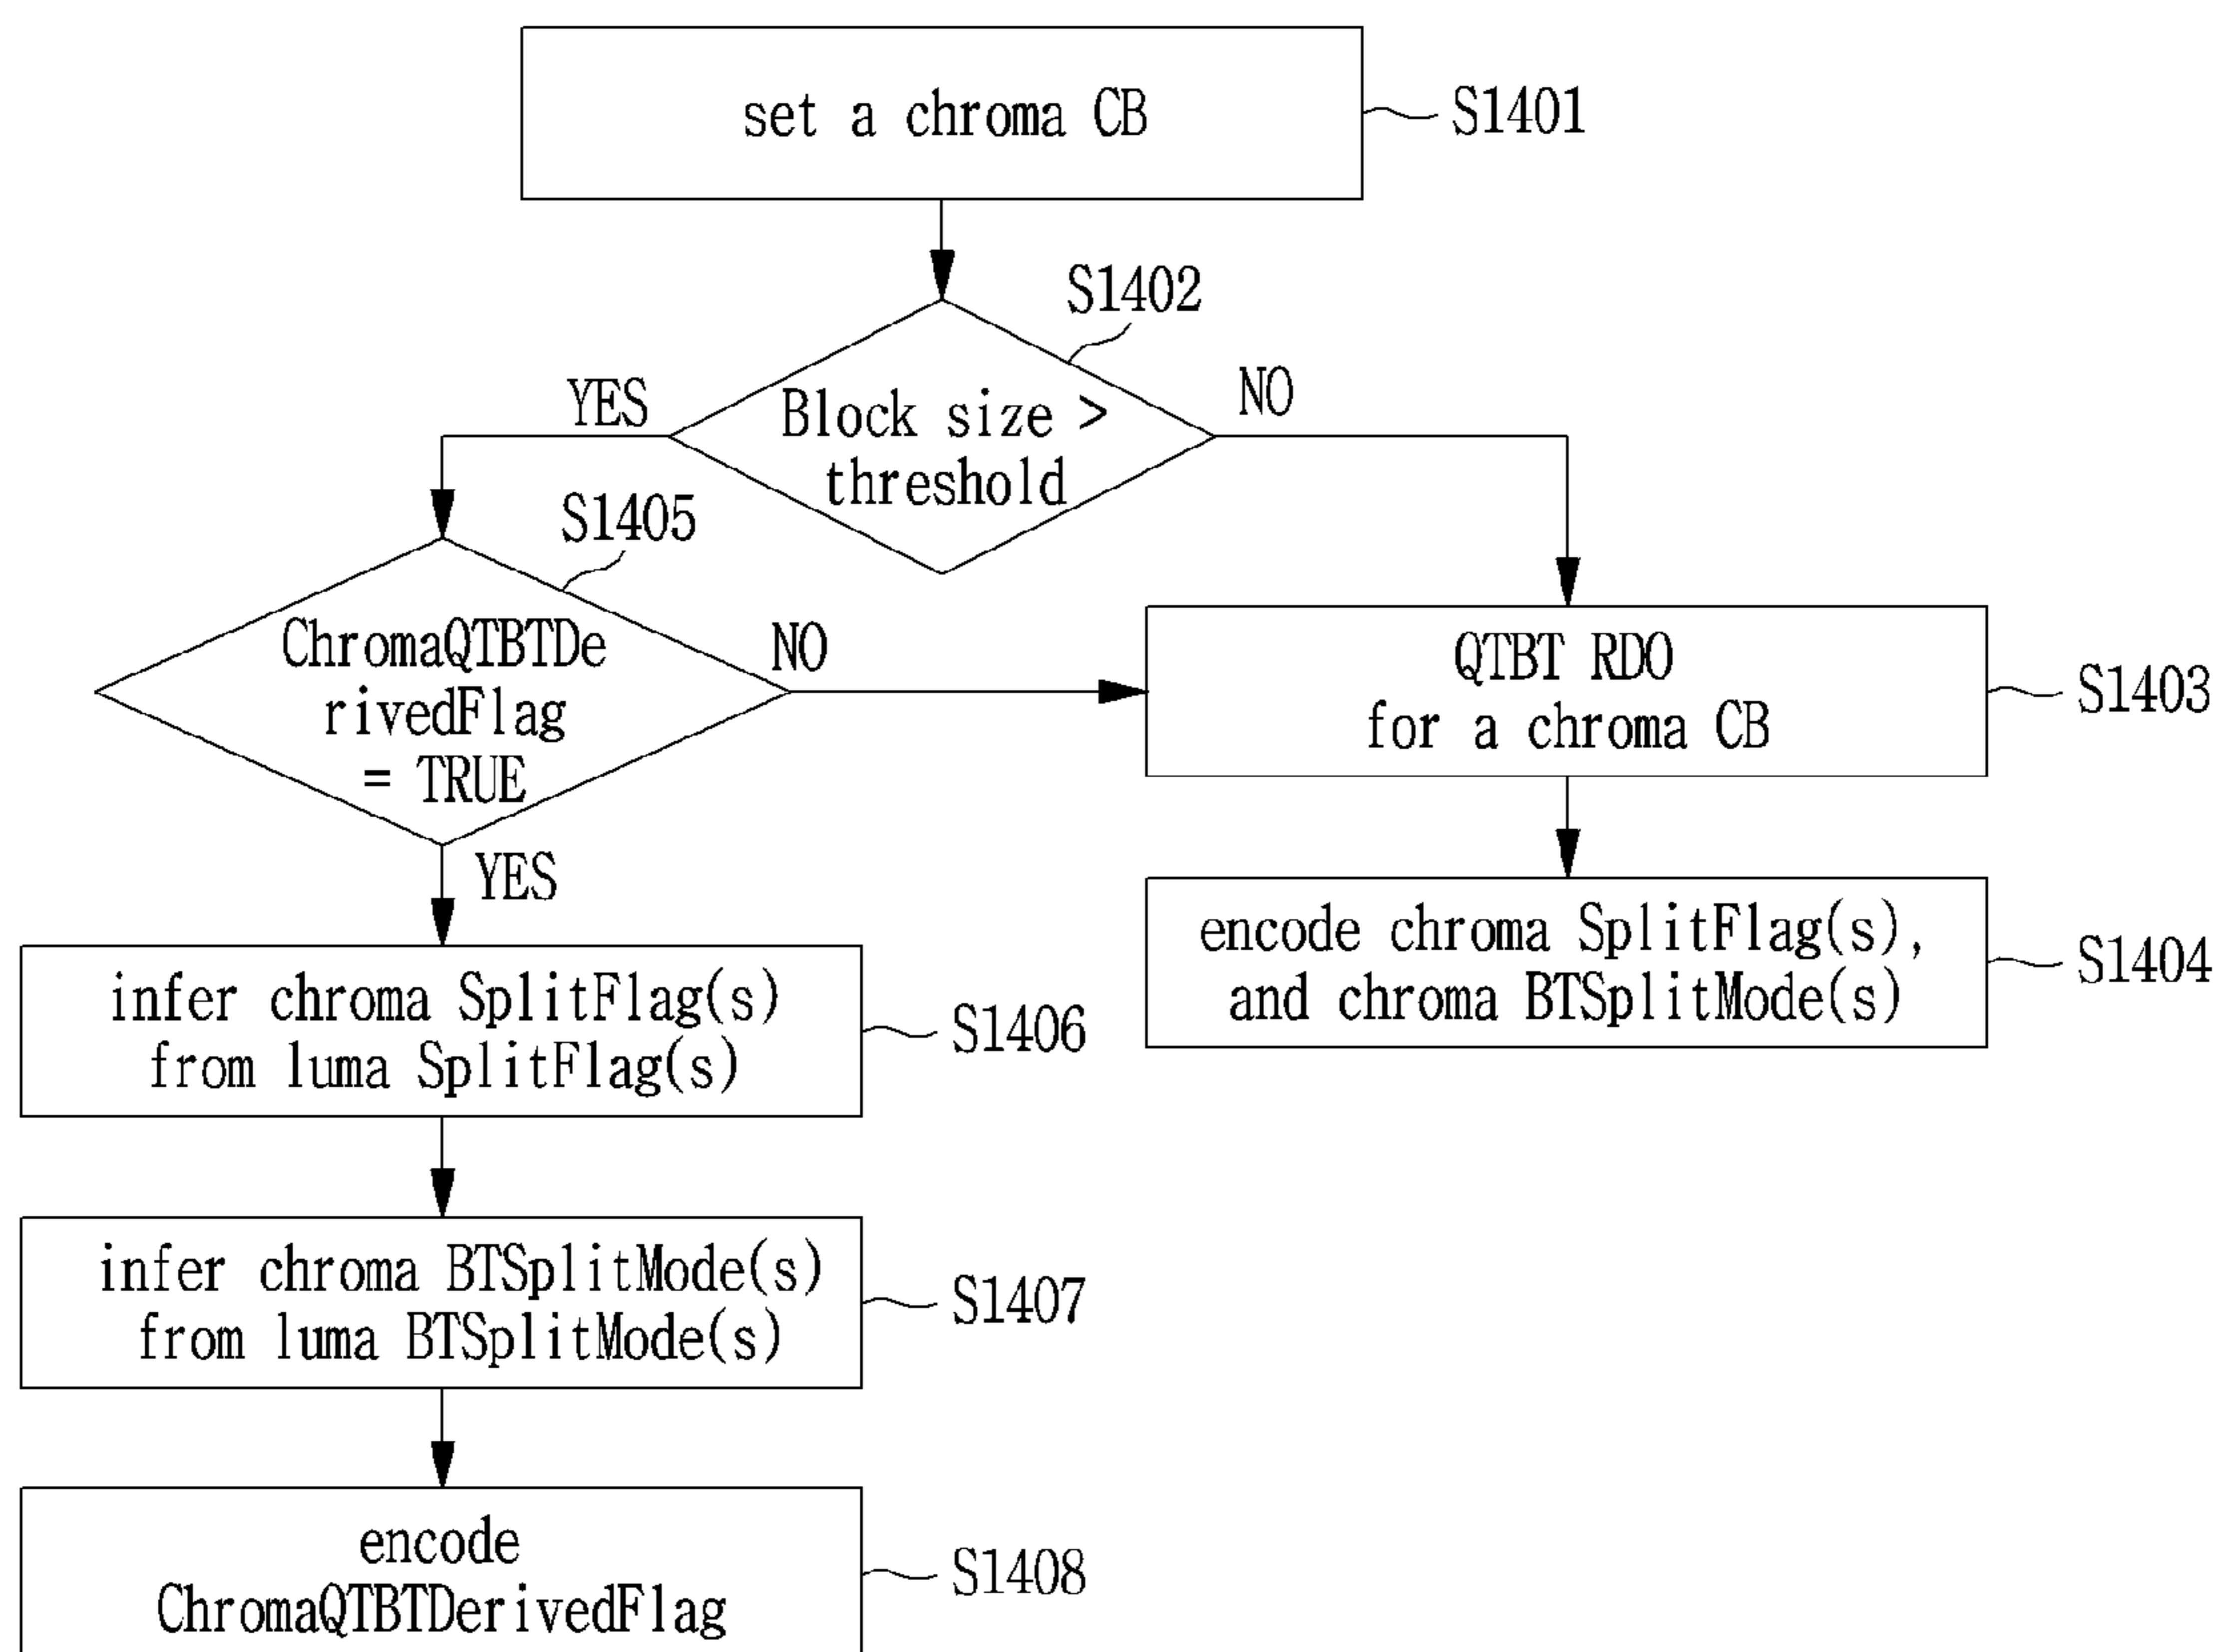 set a chroma CB
S1401
S1402
YES
NO
Block size >
threshold
S1405
ChromaQTBTDe
rivedFlag
= TRUE
NO
YES
QTBT RDO
for a chroma CB
S1403
encode chroma SplitFlag(s),
and chroma BTSplitMode(s)
S1404
infer chroma SplitFlag(s)
from luma SplitFlag(s)
S1406
infer chroma BTSplitMode(s)
from luma BTSplitMode(s)
S1407
encode
ChromaQTBTDerivedFlag
S1408